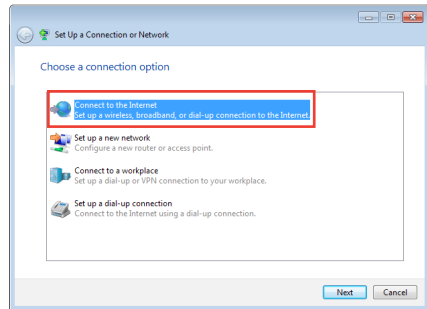 Set Up a Connection or Network
Choose a connection option
Connect to the Internet
Set up a wireless, broadband, or dial-up connection to the Internet.
Set up a new network
Configure a new router or access point.
Connect to a workplace
Set up a dial-up or VPN connection to your workplace.
Set up a dial-up connection
Connect to the Internet using a dial-up connection.
Next Cancel